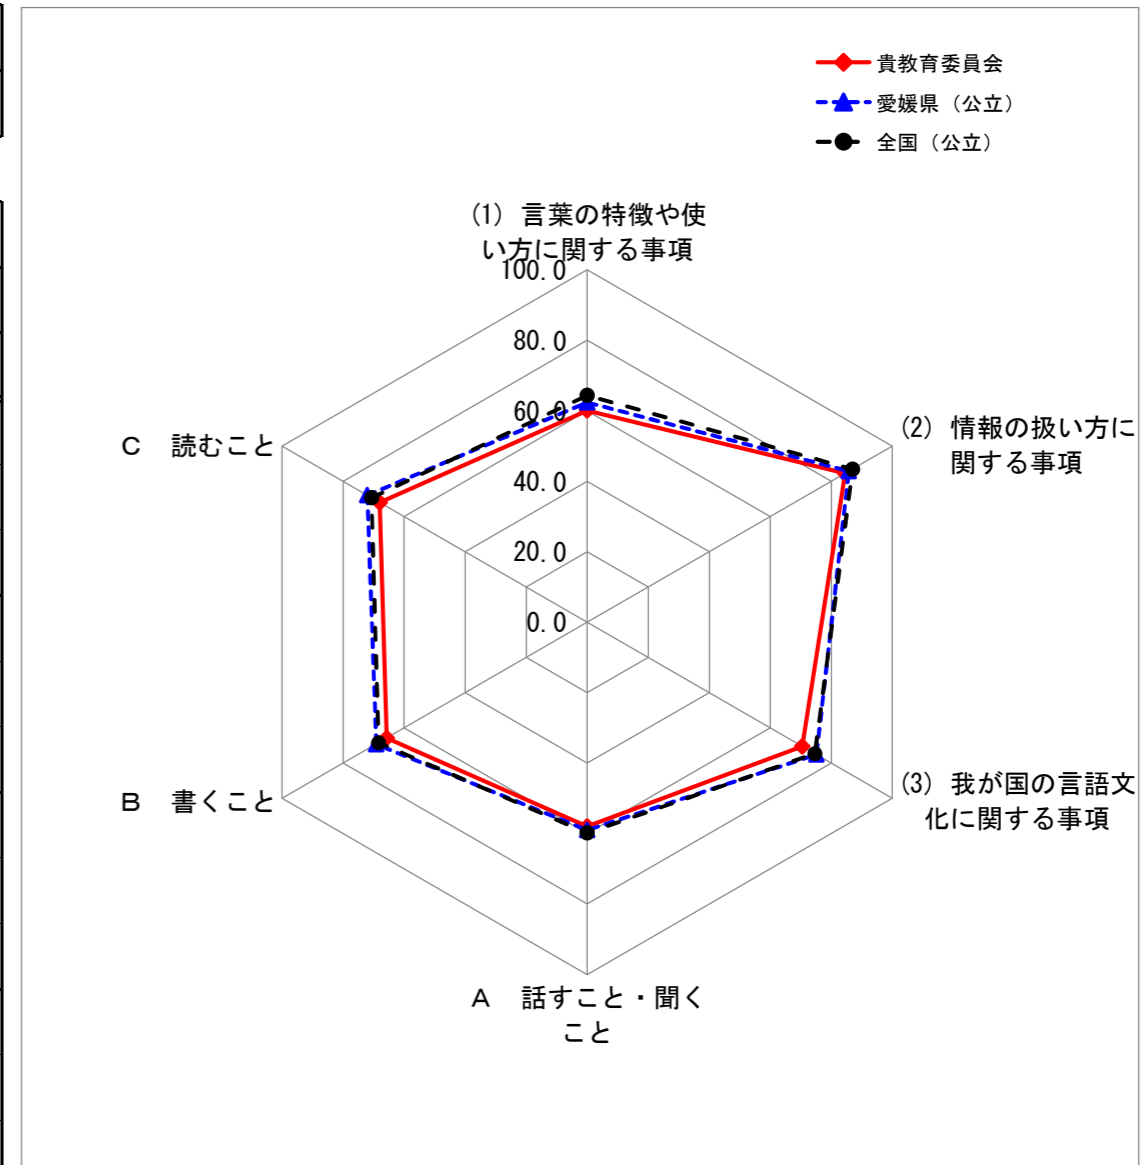 貴教育委員会
愛媛県（公立）
全国（公立）
(1) 言葉の特徴や使
い方に関する事項
100.0
80.0
60.0
40.0
20.0
0.0
(2) 情報の扱い方に
関する事項
(3) 我が国の言語文
化に関する事項
Ａ　話すこと・聞く
こと
Ｂ　書くこと
Ｃ　読むこと